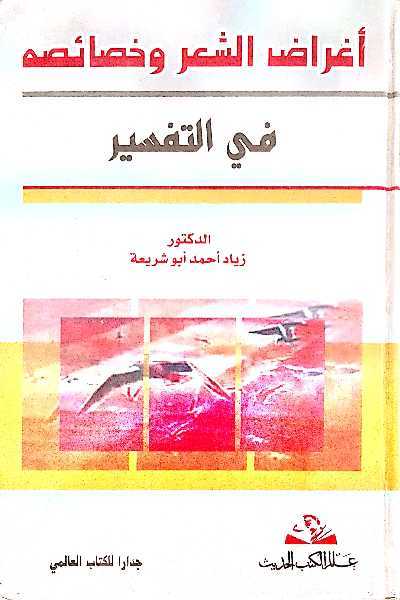 أغراض الشعر وخصائصه
في التفسير
الدكتور
زياد أحمد أبو شريعة
عالم الكتب الحديث
جدارا للكتاب العالمي